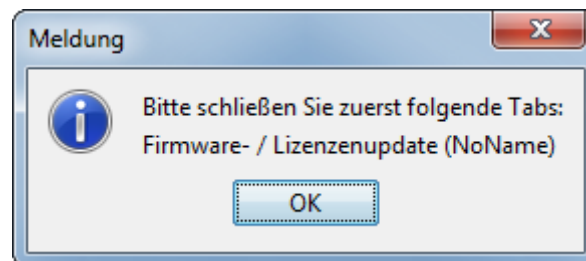 Meldung
Bitte schließen Sie zuerst folgende Tabs:
Firmware- / Lizenzenupdate (NoName)
OK